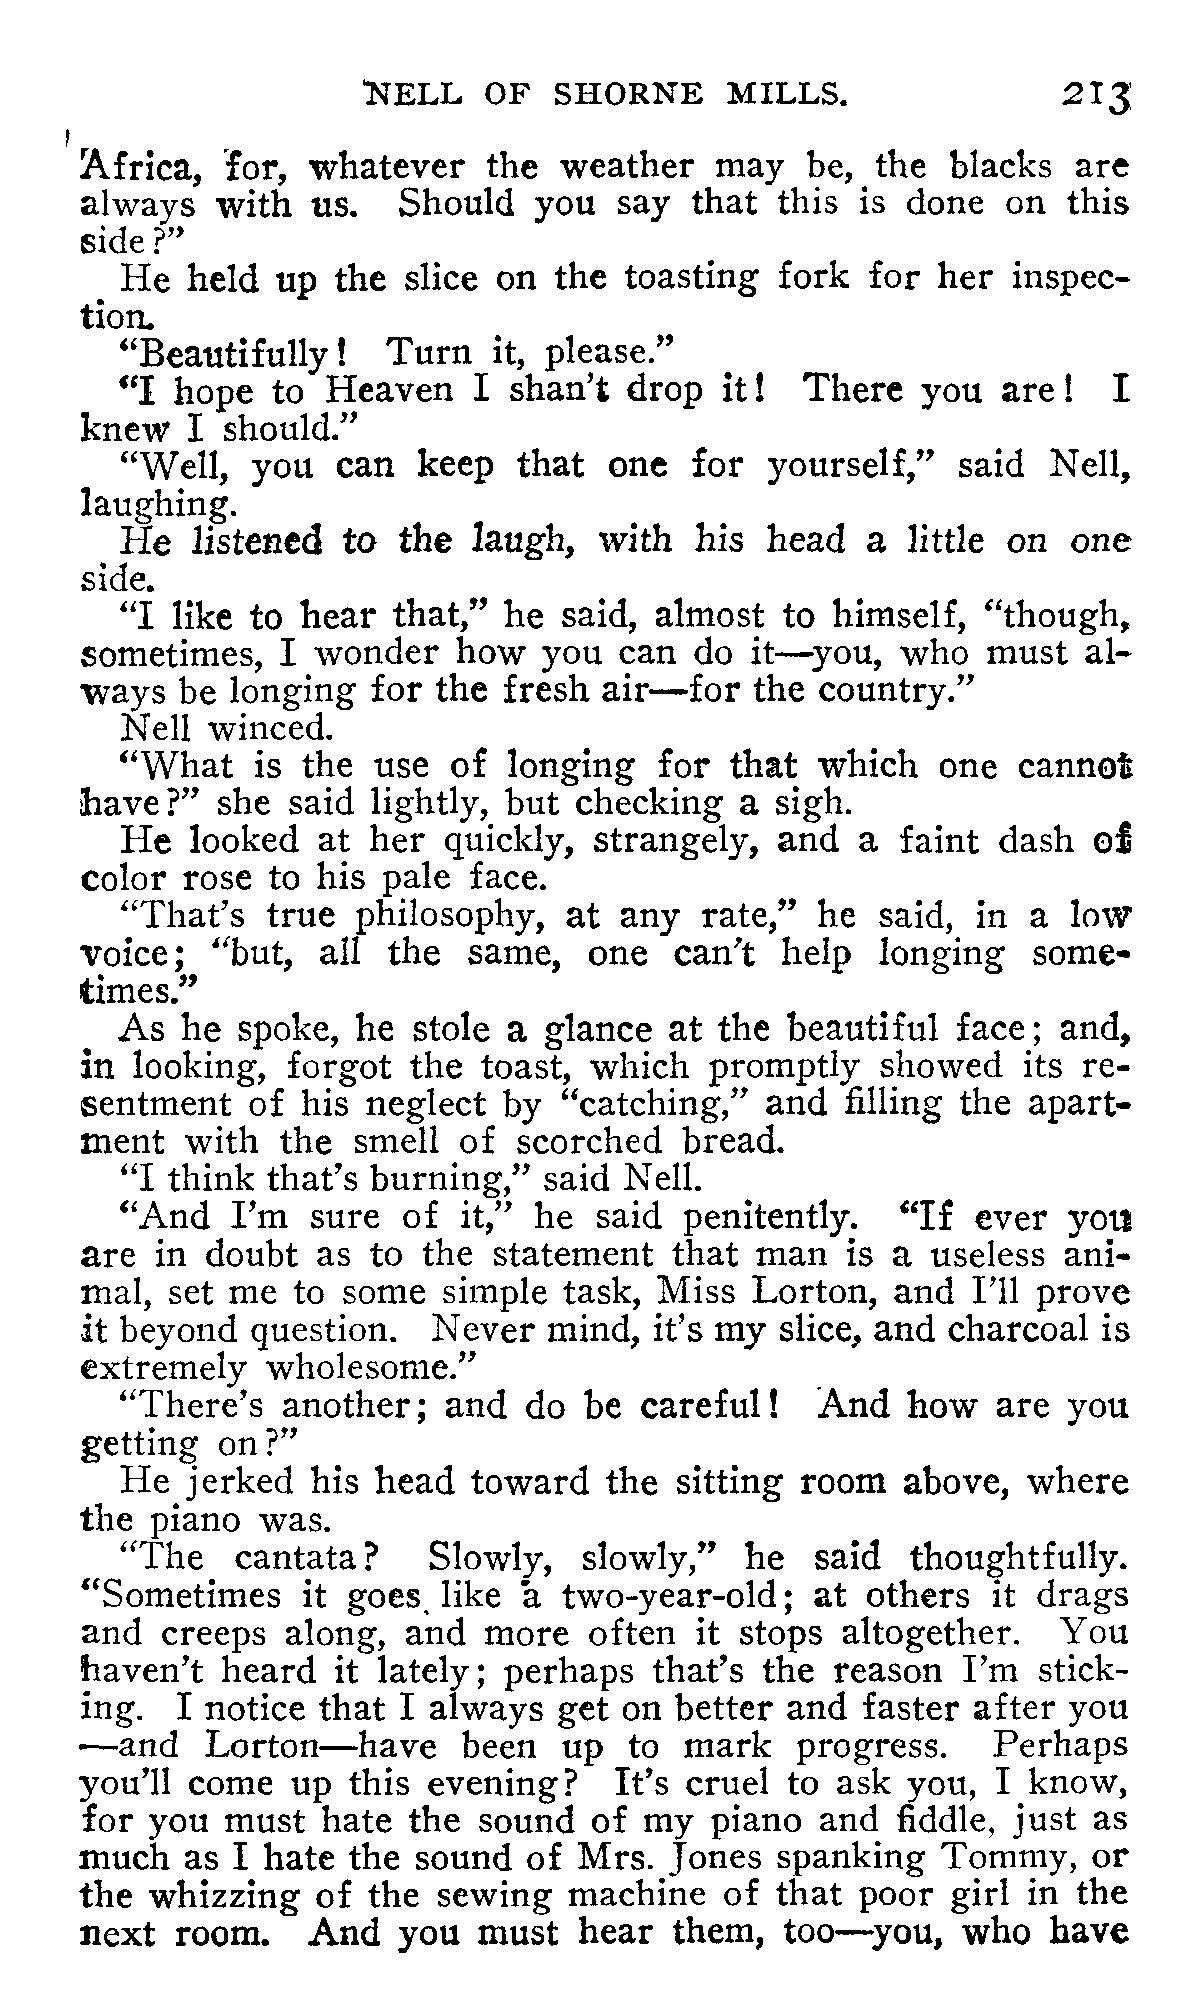 NELL OF SHORNE MILLS. 213
Africa, for, whatever the weather may be, the blacks are
always with us. Should you say that this is done on this
side?"
He held up the slice on the toasting fork for her inspec-
tion.
"Beautifully! Turn it, please."
"I hope to Heaven I shan't drop it! There you are! I
knew I should."
"Well, you can keep that one for yourself," said Nell,
laughing.
He listened to the laugh, with his head a little on one
side.
"I like to hear that," he said, almost to himself, "though,
sometimes, I wonder how you can do it—you, who must al-
ways be longing for the fresh air—for the country."
Nell winced.
"What is the use of longing for that which one cannot
have?" she said lightly, but checking a sigh.
He looked at her quickly, strangely, and a faint dash of
color rose to his pale face.
"That's true philosophy, at any rate," he said, in a low
voice; "but, all the same, one can't help longing some-
times."
As he spoke, he stole a glance at the beautiful face; and,
in looking, forgot the toast, which promptly showed its re-
sentment of his neglect by "catching," and filling the apart-
ment with the smell of scorched bread.
"I think that's burning," said Nell.
"And I'm sure of it," he said penitently. "If ever you
are in doubt as to the statement that man is a useless ani-
mal, set me to some simple task, Miss Lorton, and I'll prove
it beyond question. Never mind, it's my slice, and charcoal is
extremely wholesome."
"There's another; and do be careful! And how are you
getting on?"
He jerked his head toward the sitting room above, where
the piano was.
"The cantata? Slowly, slowly," he said thoughtfully.
"Sometimes it goes like a two-year-old; at others it drags
and creeps along, and more often it stops altogether. You
haven't heard it lately; perhaps that's the reason I'm stick-
ing. I notice that I always get on better and faster after you
—and Lorton—have been up to mark progress. Perhaps
you'll come up this evening? It's cruel to ask you, I know,
for you must hate the sound of my piano and fiddle, just as
much as I hate the sound of Mrs. Jones spanking Tommy, or
the whizzing of the sewing machine of that poor girl in the
next room. And you must hear them, too—you, who have